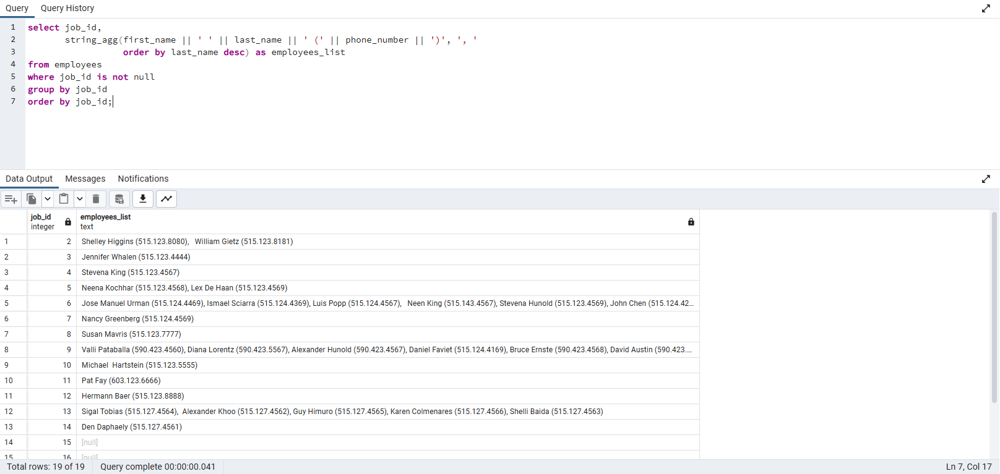 Query Query History
1 select job_id,
2 string_agg(first_name || ' ' || last_name || ' (' || phone_number || ')', ', '
3 order by last_name desc) as employees_list
4 from employees
5 where job_id is not null
6 group by job_id
7 order by job_id;
Data Output Messages Notifications
job_id employees_list
integer text
1 2 Shelley Higgins (515.123.8080),   William Gietz (515.123.8181)
2 3 Jennifer Whalen (515.123.4444)
3 4 Stevena King (515.123.4567)
4 5 Neena Kochhar (515.123.4568), Lex De Haan (515.123.4569)
5 6 Jose Manuel Urman (515.124.4469), Ismael Sciarra (515.124.4369), Luis Popp (515.124.4567),   Neen King (515.143.4567), Stevena Hunold (515.123.4569), John Chen (515.124.42...
6 7 Nancy Greenberg (515.124.4569)
7 8 Susan Mavris (515.123.7777)
8 9 Valli Pataballa (590.423.4560), Diana Lorentz (590.423.5567), Alexander Hunold (590.423.4567), Daniel Faviet (515.124.4169), Bruce Ernste (590.423.4568), David Austin (590.423....
9 10 Michael  Hartstein (515.123.5555)
10 11 Pat Fay (603.123.6666)
11 12 Hermann Baer (515.123.8888)
12 13 Sigal Tobias (515.127.4564),  Alexander Khoo (515.127.4562), Guy Himuro (515.127.4565), Karen Colmenares (515.127.4566), Shelli Baida (515.127.4563)
13 14 Den Daphaely (515.127.4561)
14 15 [null]
15 16 [null]
Total rows: 19 of 19 Query complete 00:00:00.041 Ln 7, Col 17